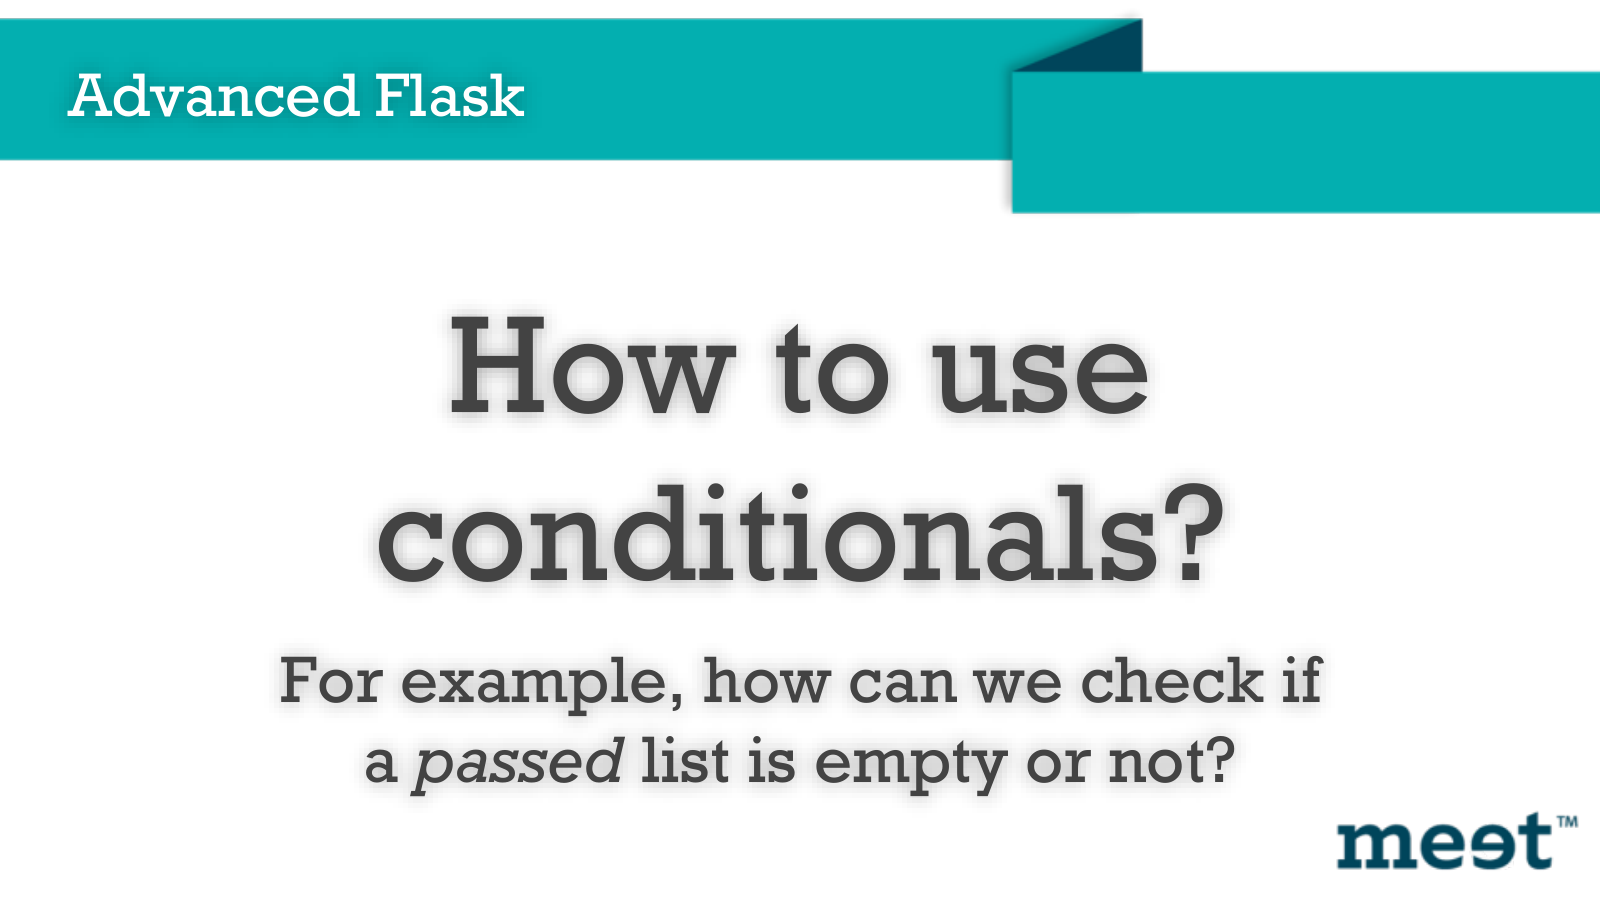 Advanced Flask
How to use
conditionals?
For example, how can we check if
a passed list is empty or not?
meet™